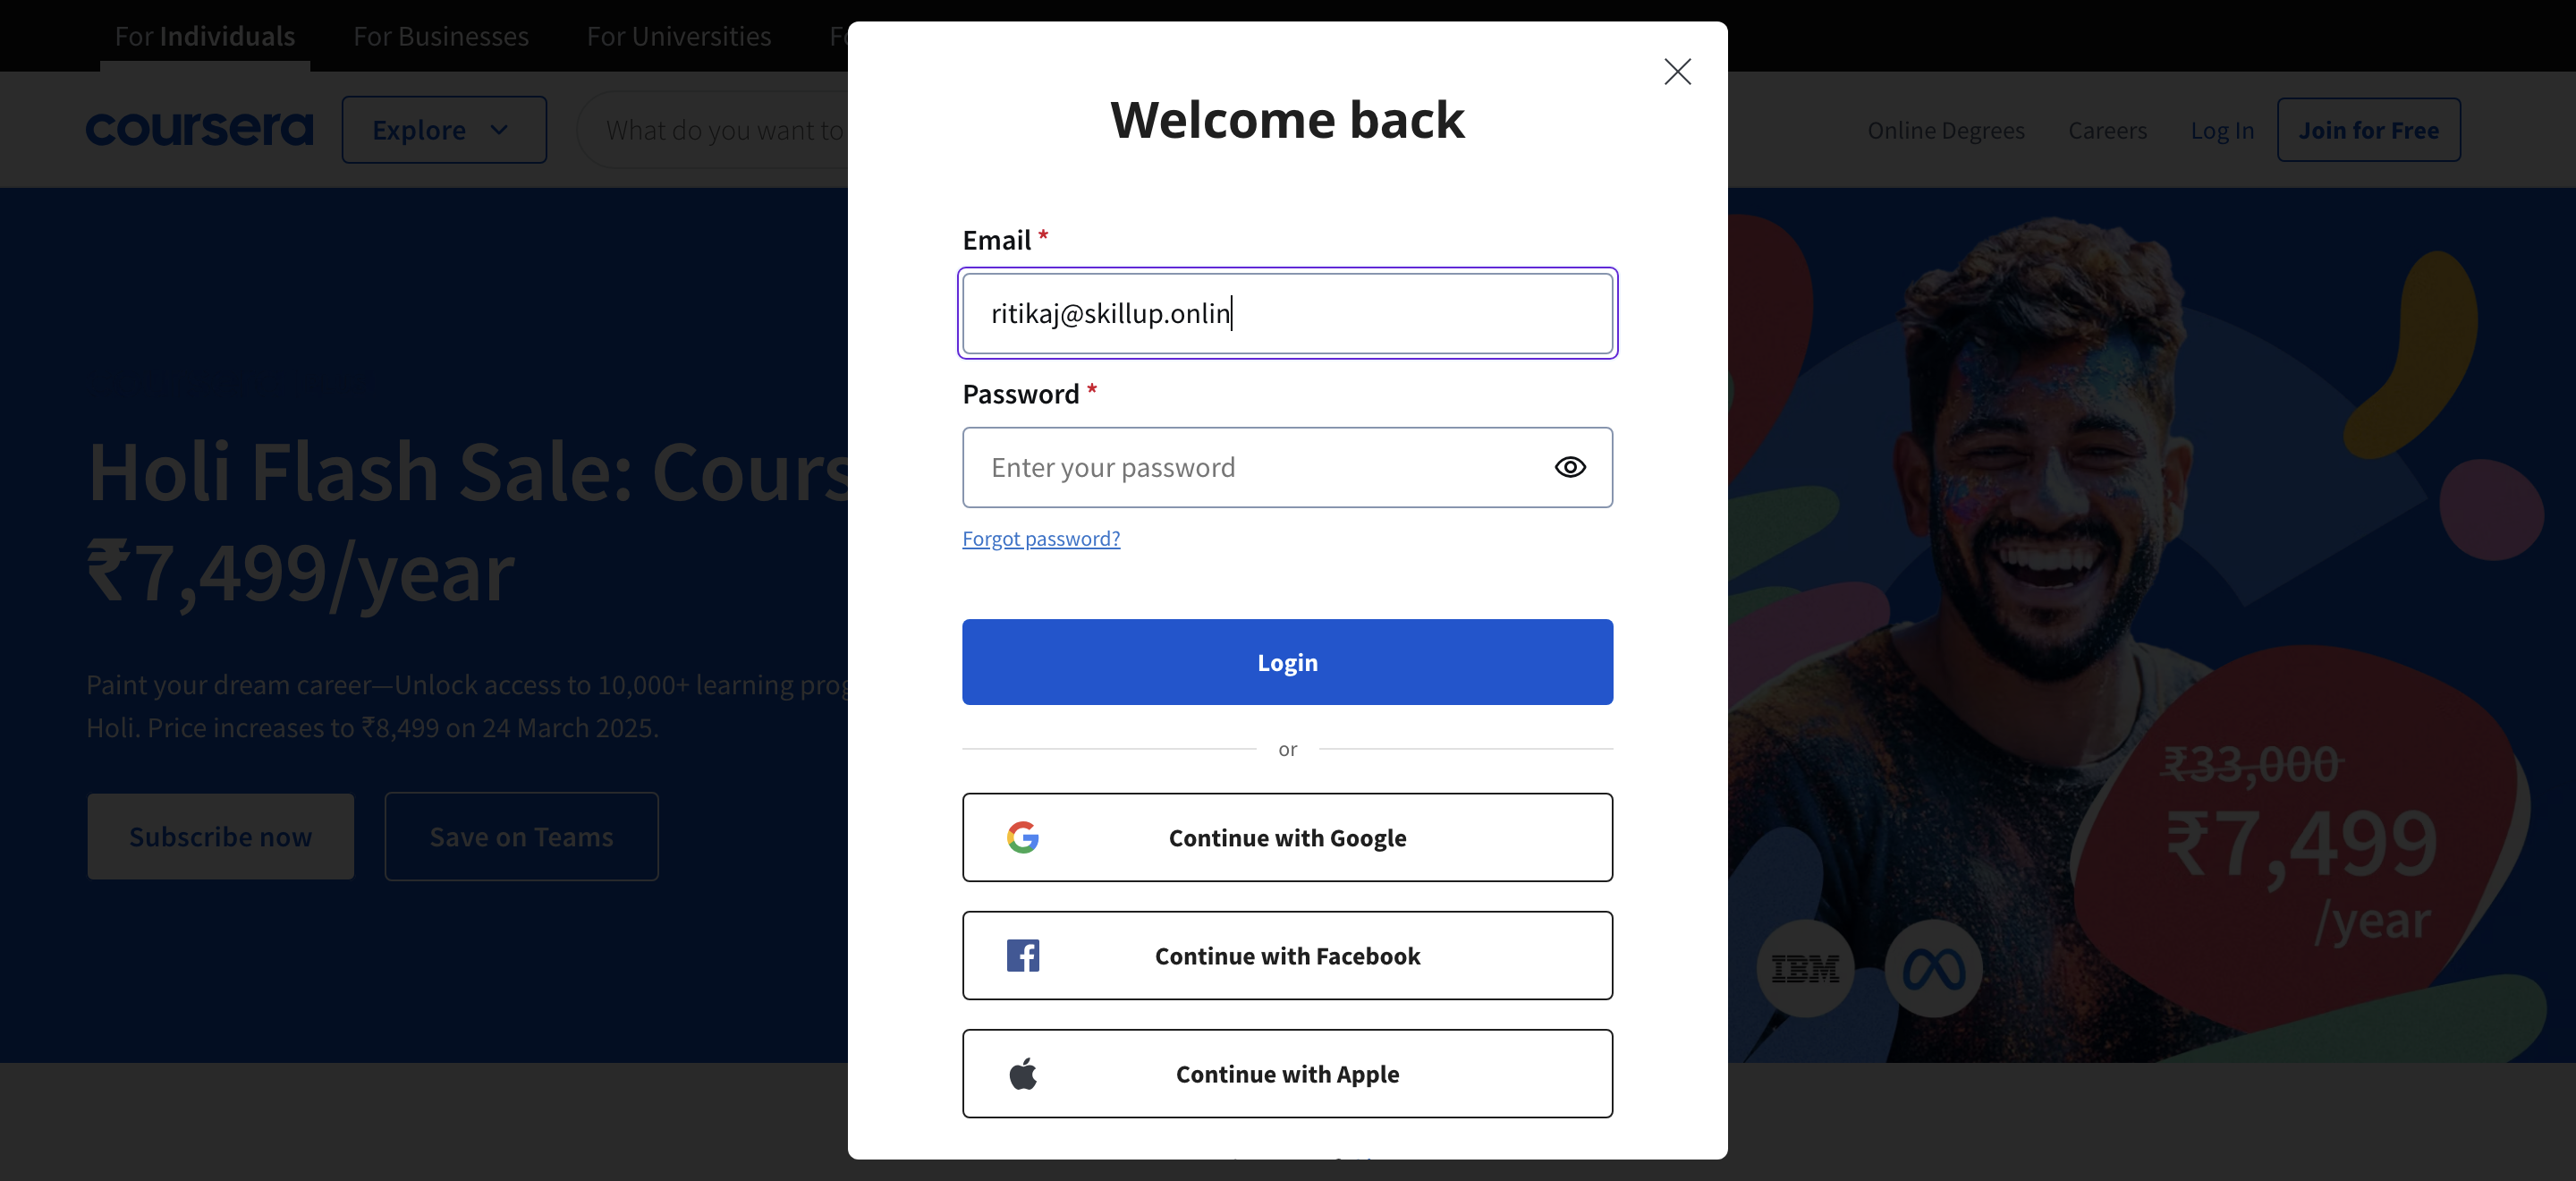 For Individuals
For Businesses
For Universities
coursera
Explore
What do you want to
Online Degrees
Careers
Log In
Join for Free
Holi Flash Sale: Cours
₹7,499/year
Paint your dream career—Unlock access to 10,000+ learning
Holi. Price increases to ₹8,499 on 24 March 2025.
Subscribe now
Save on Teams
₹33,000
₹7,499
/year
IBM
Welcome back
Email *
ritikaj@skillup.onlin
Password *
Enter your password
Forgot password?
Login
or
Continue with Google
Continue with Facebook
Continue with Apple